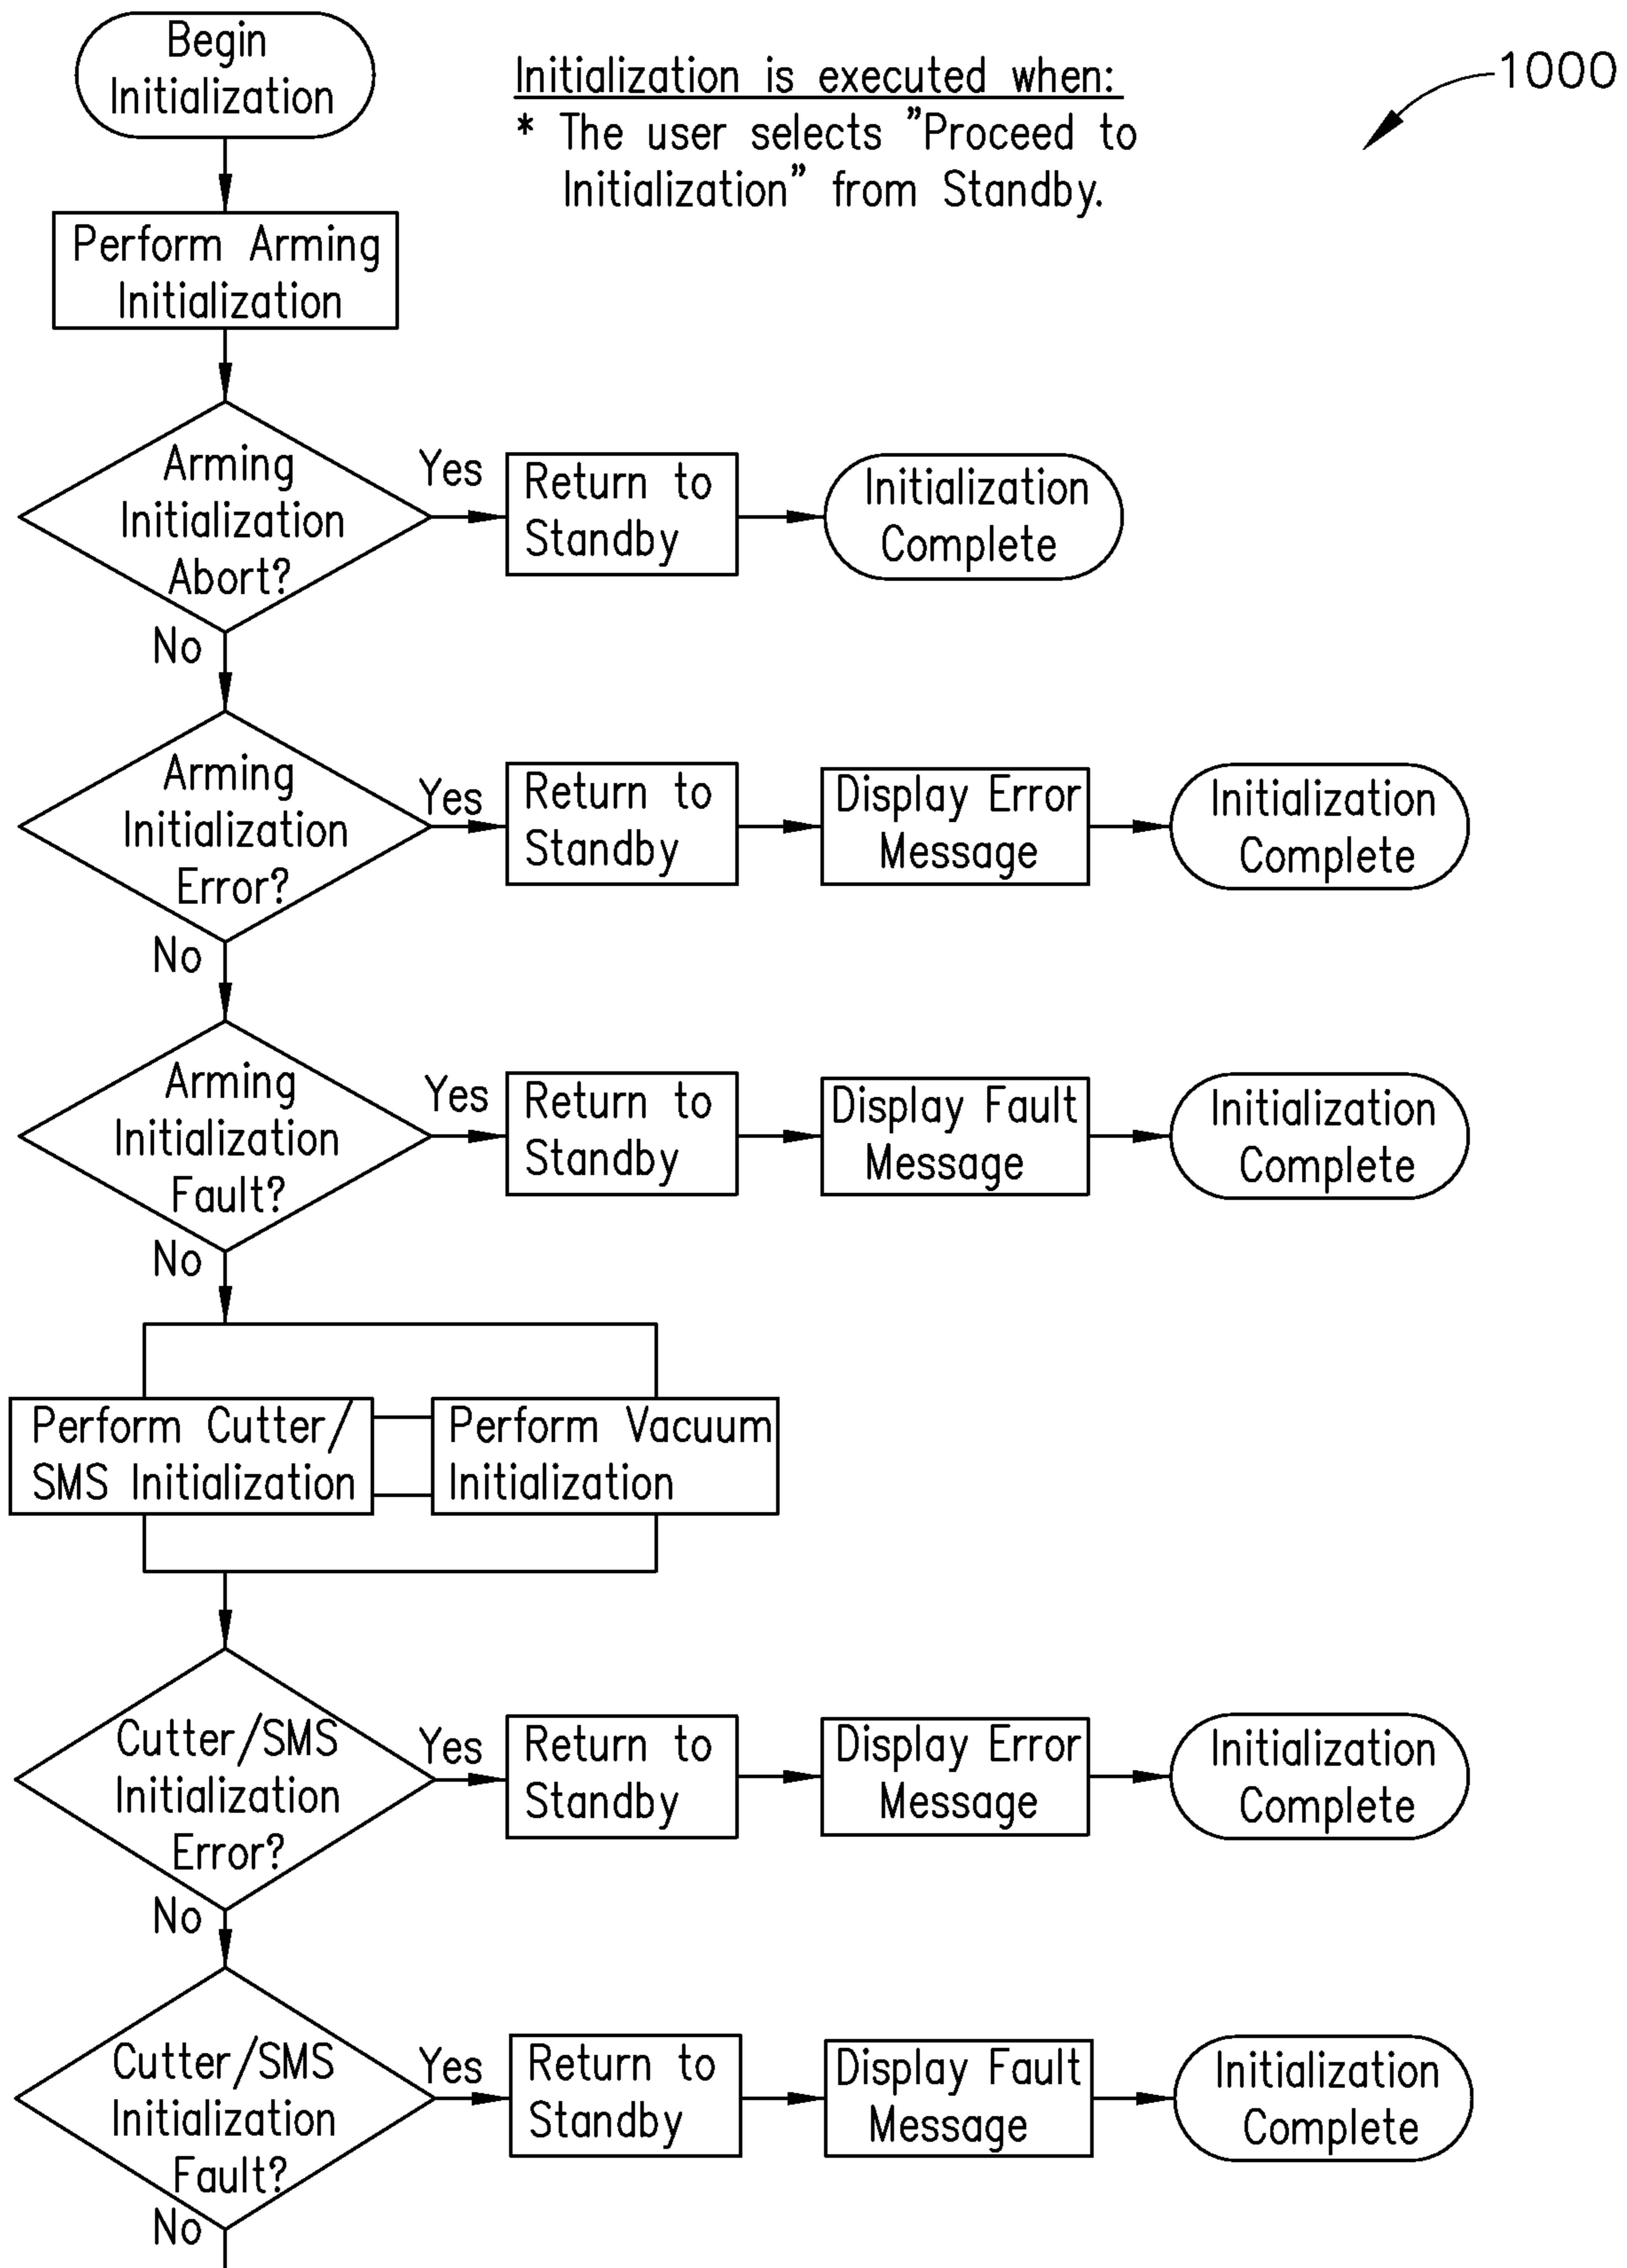 Begin
Initialization
Initialization is executed when:
* The user selects "Proceed to
Initialization" from Standby.
1000
Perform Arming
Initialization
Arming
Initialization
Abort?
Yes
Return to
Standby
Initialization
Complete
No
Arming
Initialization
Error?
Yes
Return to
Standby
Display Error
Message
Initialization
Complete
No
Arming
Initialization
Fault?
Yes
Return to
Standby
Display Fault
Message
Initialization
Complete
No
Perform Cutter/
SMS Initialization
Perform Vacuum
Initialization
Cutter/SMS
Initialization
Error?
Yes
Return to
Standby
Display Error
Message
Initialization
Complete
No
Cutter/SMS
Initialization
Fault?
Yes
Return to
Standby
Display Fault
Message
Initialization
Complete
No